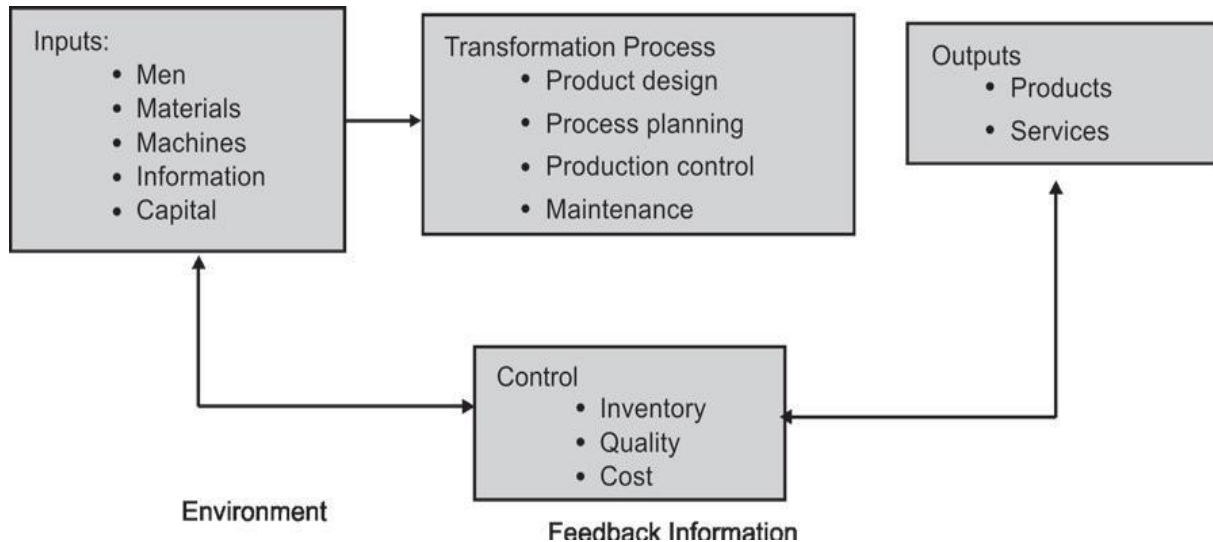 Inputs:
• Men
• Materials
• Machines
• Information
• Capital
Transformation Process
• Product design
• Process planning
• Production control
• Maintenance
Outputs
• Products
• Services
Control
• Inventory
• Quality
• Cost
Environment
Feedback Information